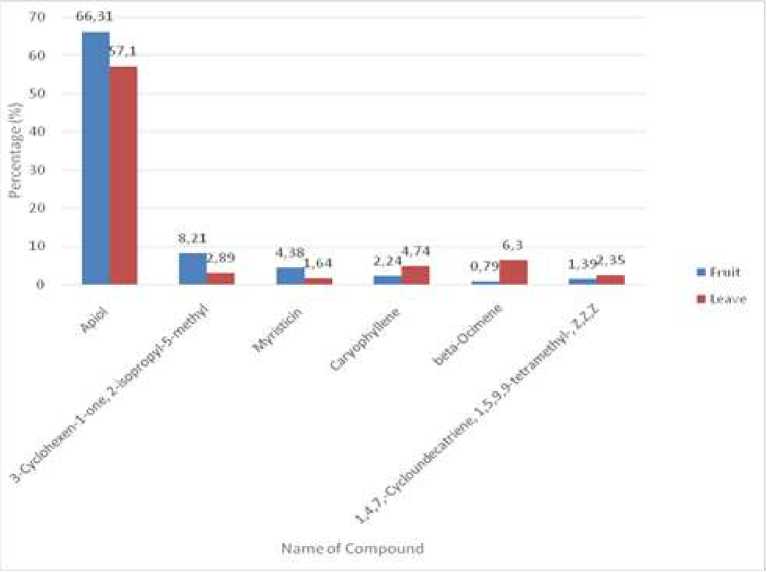 70
60
50
40
30
20
10
0
Percentage (%)
66,31
57,1
8,21
2,89
4,38
1,64
2,24
4,74
0,79
6,3
1,39
2,35
Apiol
3-Cyclohexen-1-one, 2-isopropyl-5-methyl
Myristicin
Caryophyllene
beta-Ocimene
1,4,7,-Cycloundecatriene, 1,5,9,9-tetramethyl-, Z,Z,Z
Name of Compound
Fruit
Leave